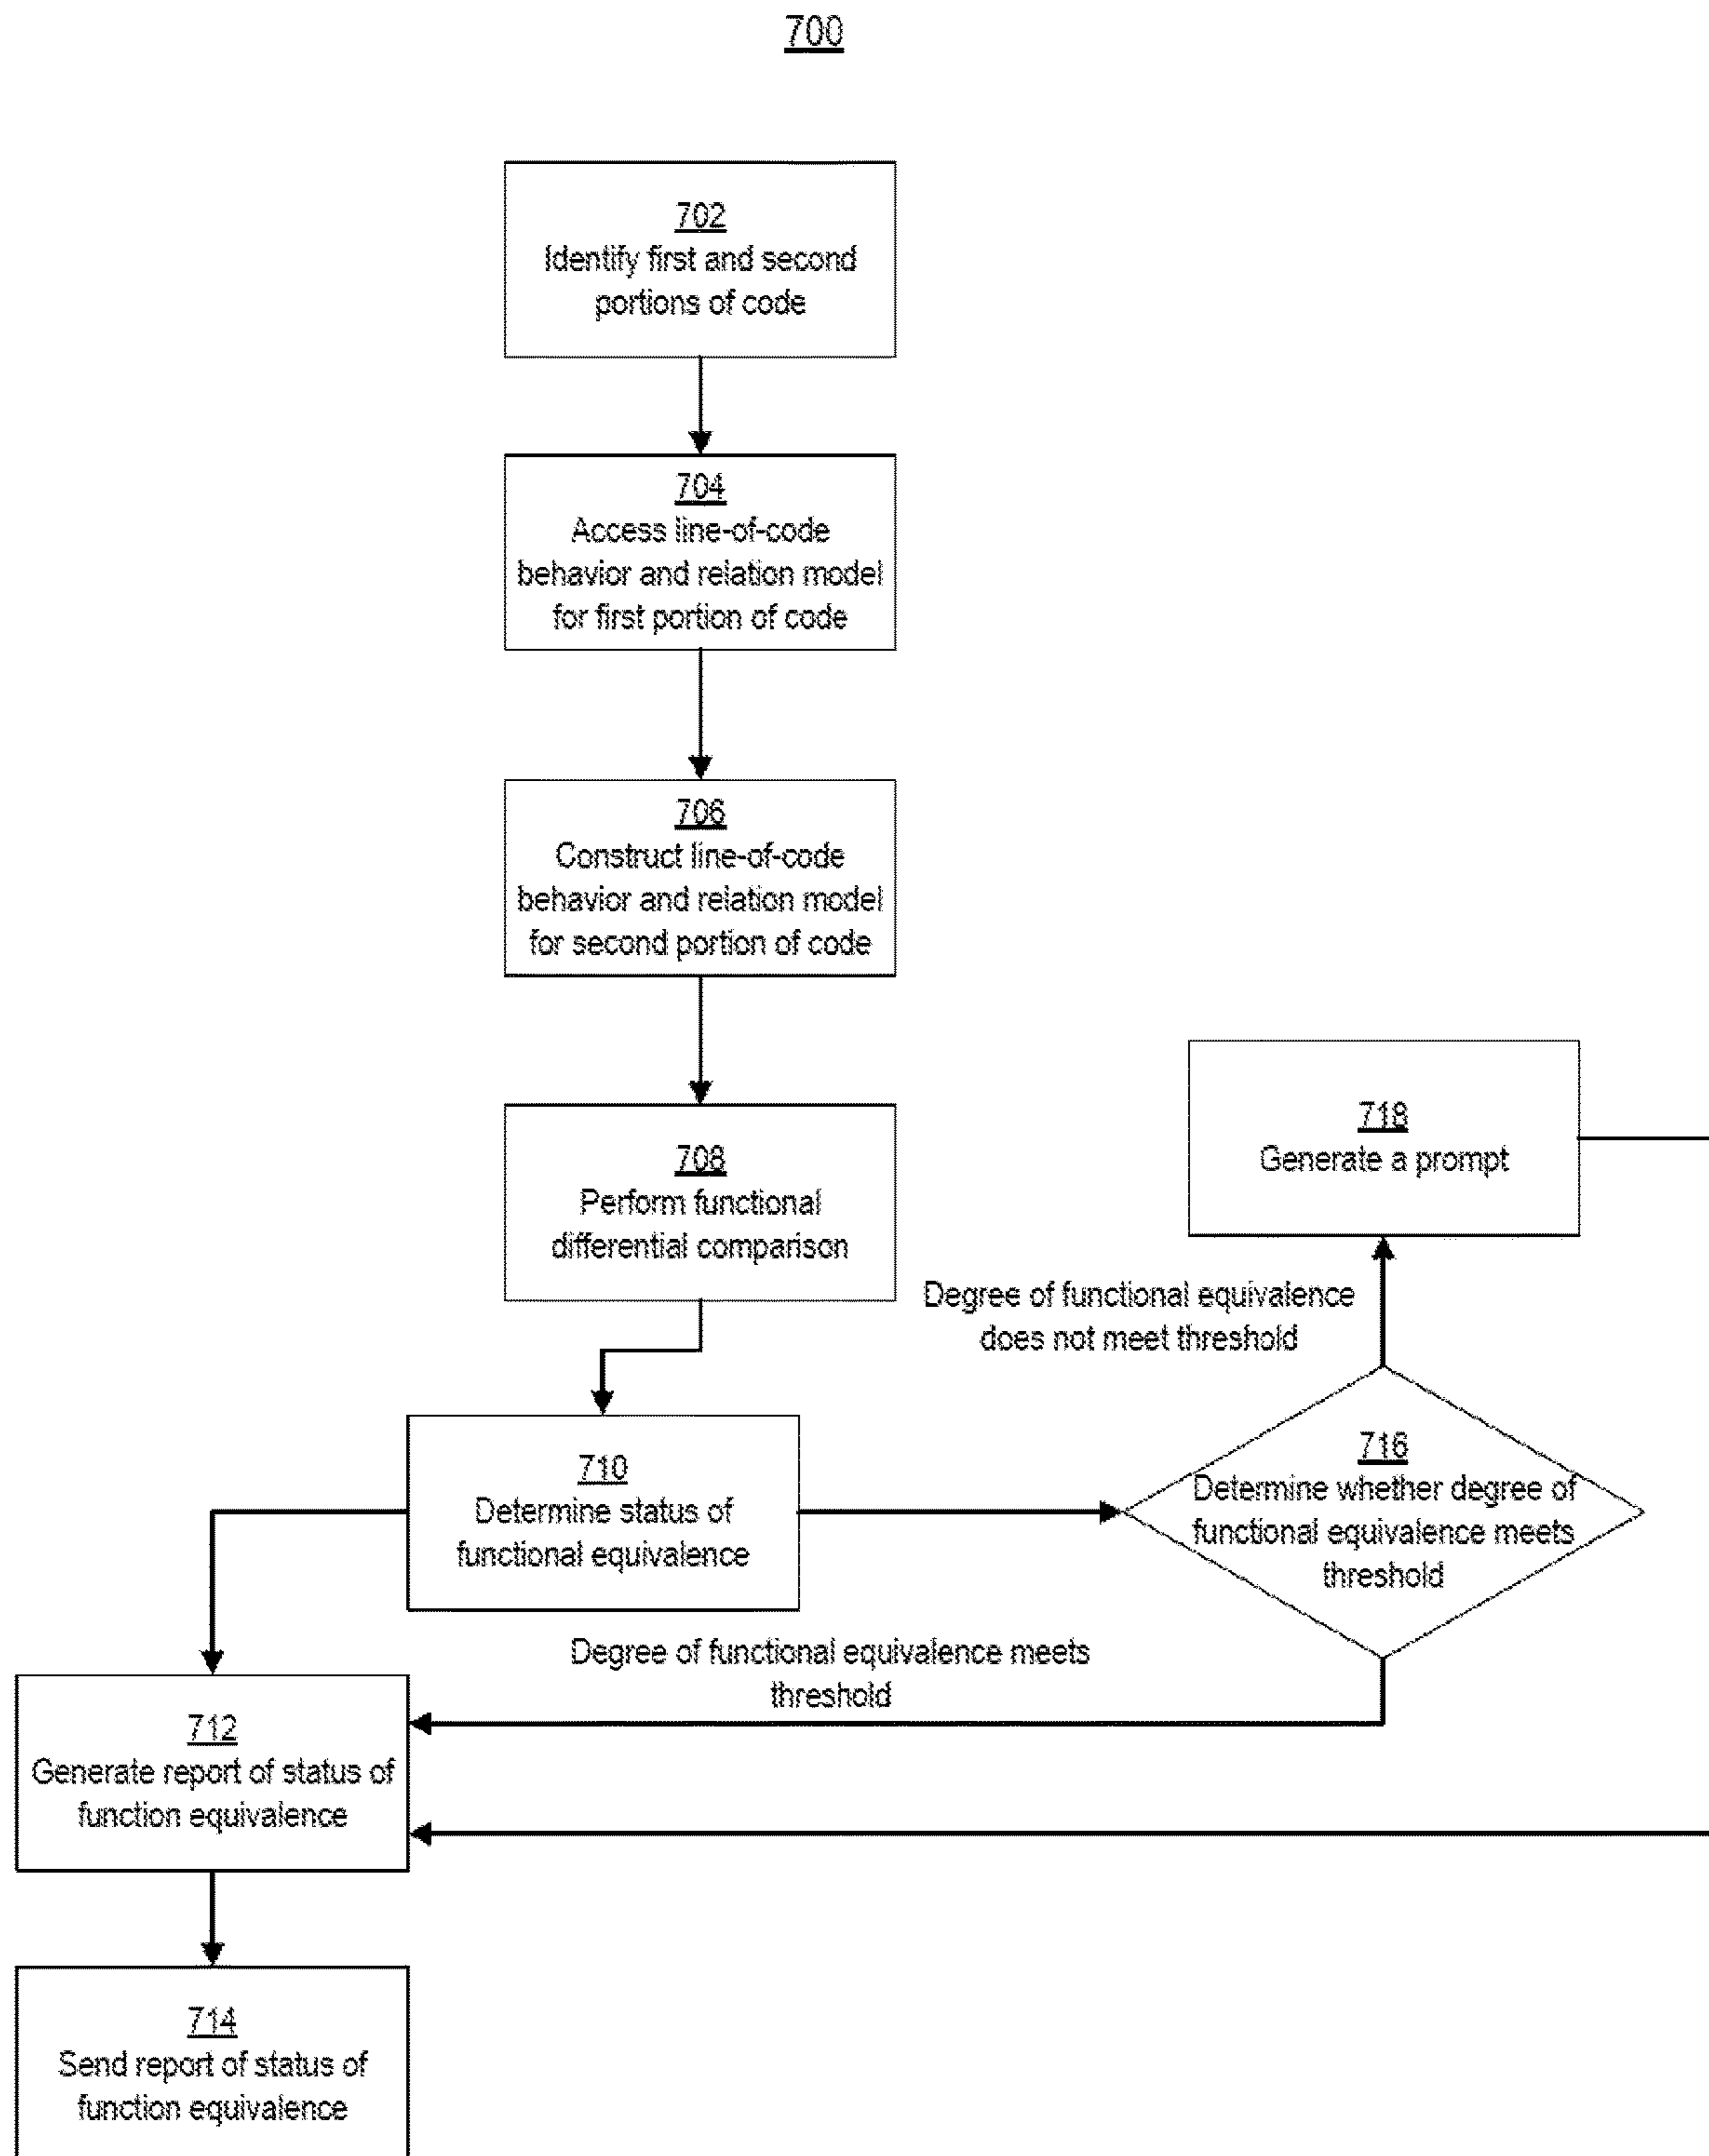 700
702
Identify first and second
portions of code
704
Access line-of-code
behavior and relation model
for first portion of code
706
Construct line-of-code
behavior and relation model
for second portion of code
708
Perform functional
differential comparison
718
Generate a prompt
Degree of functional equivalence
does not meet threshold
710
Determine status of
functional equivalence
716
Determine whether degree of
functional equivalence meets
threshold
Degree of functional equivalence meets
threshold
712
Generate report of status of
function equivalence
714
Send report of status of
function equivalence